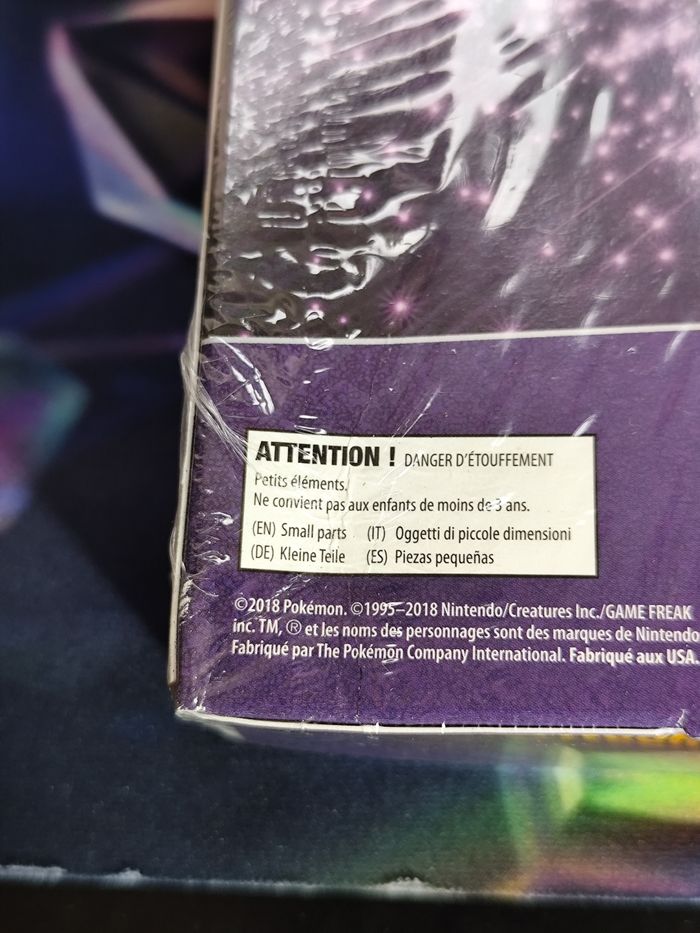 ATTENTION ! DANGER D'ÉTOUFFEMENT
Petits éléments.
Ne convient pas aux enfants de moins de 3 ans.
(EN) Small parts (IT) Oggetti di piccole dimensioni
(DE) Kleine Teile (ES) Piezas pequeñas
©2018 Pokémon. ©1995–2018 Nintendo/Creatures Inc./GAME FREAK
inc. TM, ® et les noms des personnages sont des marques de Nintendo
Fabriqué par The Pokémon Company International. Fabriqué aux USA.